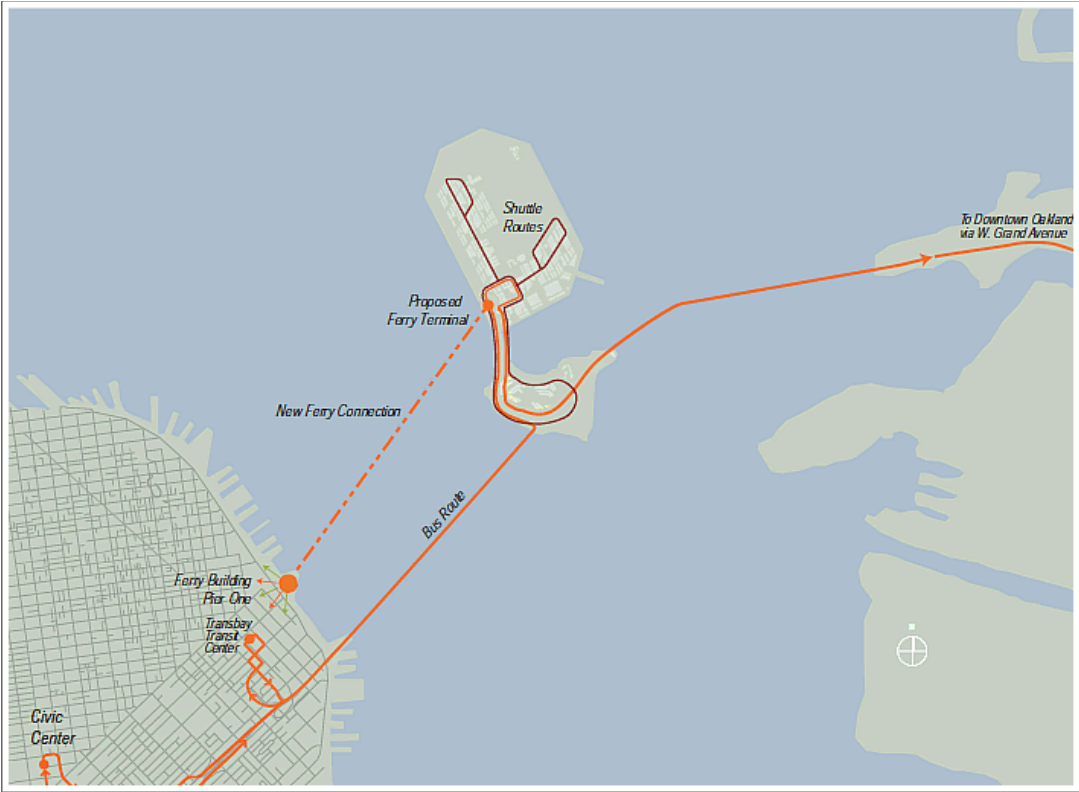 Shuttle
Routes
To Downtown Oakland
via W. Grand Avenue
Proposed
Ferry Terminal
New Ferry Connection
Bus Route
Ferry Building
Pier One
Transbay
Transit
Center
Civic
Center